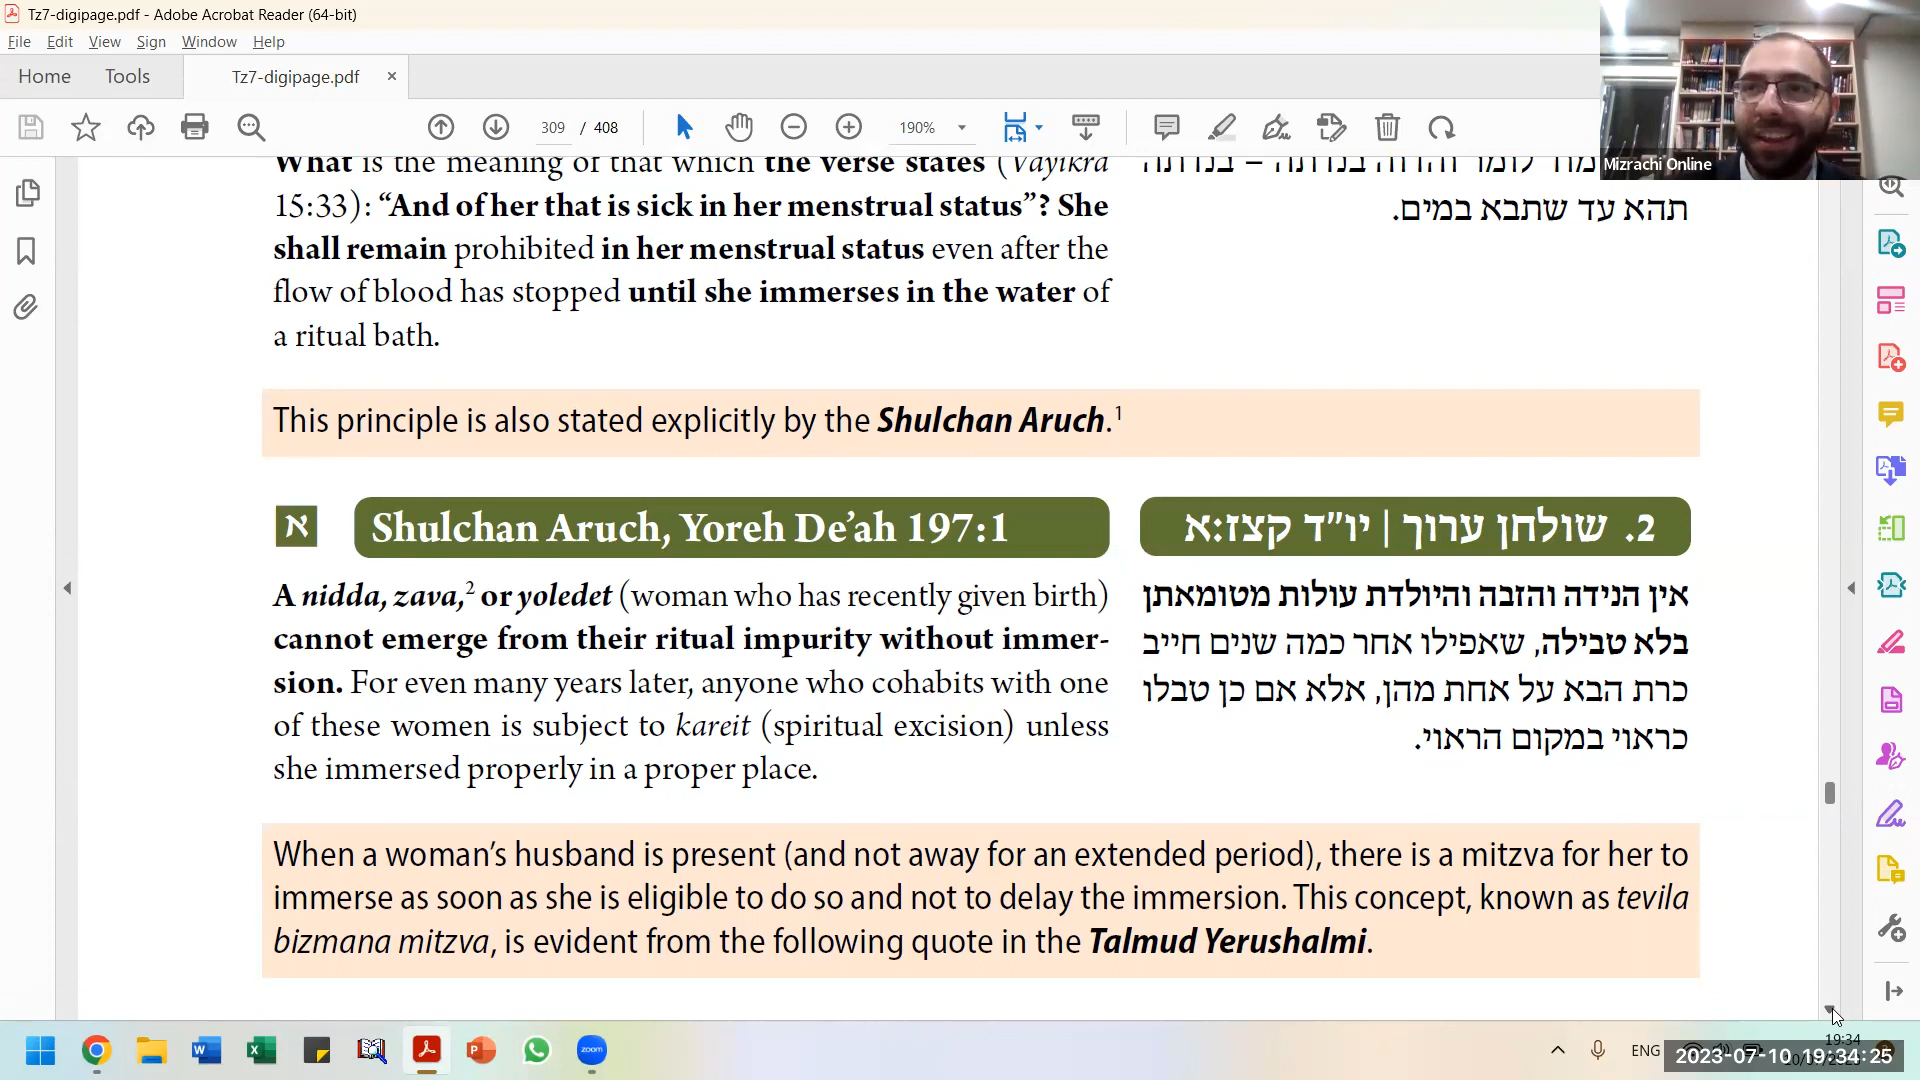 Tz7-digipage.pdf - Adobe Acrobat Reader (64-bit)
File Edit View Sign Window Help
Home Tools Tz7-digipage.pdf ×
309 / 408 190%
Mizrachi Online
What is the meaning of that which the verse states (Vayikra
15:33): “And of her that is sick in her menstrual status”? She
shall remain prohibited in her menstrual status even after the
flow of blood has stopped until she immerses in the water of
a ritual bath.
לומר והדוה בנדתה – בנדתה
תהא עד שתבא במים.
This principle is also stated explicitly by the Shulchan Aruch.1
א Shulchan Aruch, Yoreh De’ah 197:1
2. שולחן ערוך | יו”ד קצז:א
A nidda, zava,2 or yoledet (woman who has recently given birth)
cannot emerge from their ritual impurity without immer-
sion. For even many years later, anyone who cohabits with one
of these women is subject to kareit (spiritual excision) unless
she immersed properly in a proper place.
אין הנידה והזבה והיולדת עולות מטומאתן
בלא טבילה, שאפילו אחר כמה שנים חייב
כרת הבא על אחת מהן, אלא אם כן טבלו
כראוי במקום הראוי.
When a woman’s husband is present (and not away for an extended period), there is a mitzva for her to
immerse as soon as she is eligible to do so and not to delay the immersion. This concept, known as tevila
bizmana mitzva, is evident from the following quote in the Talmud Yerushalmi.
zoom
ENG
19:34
2023-07-10 19:34:25